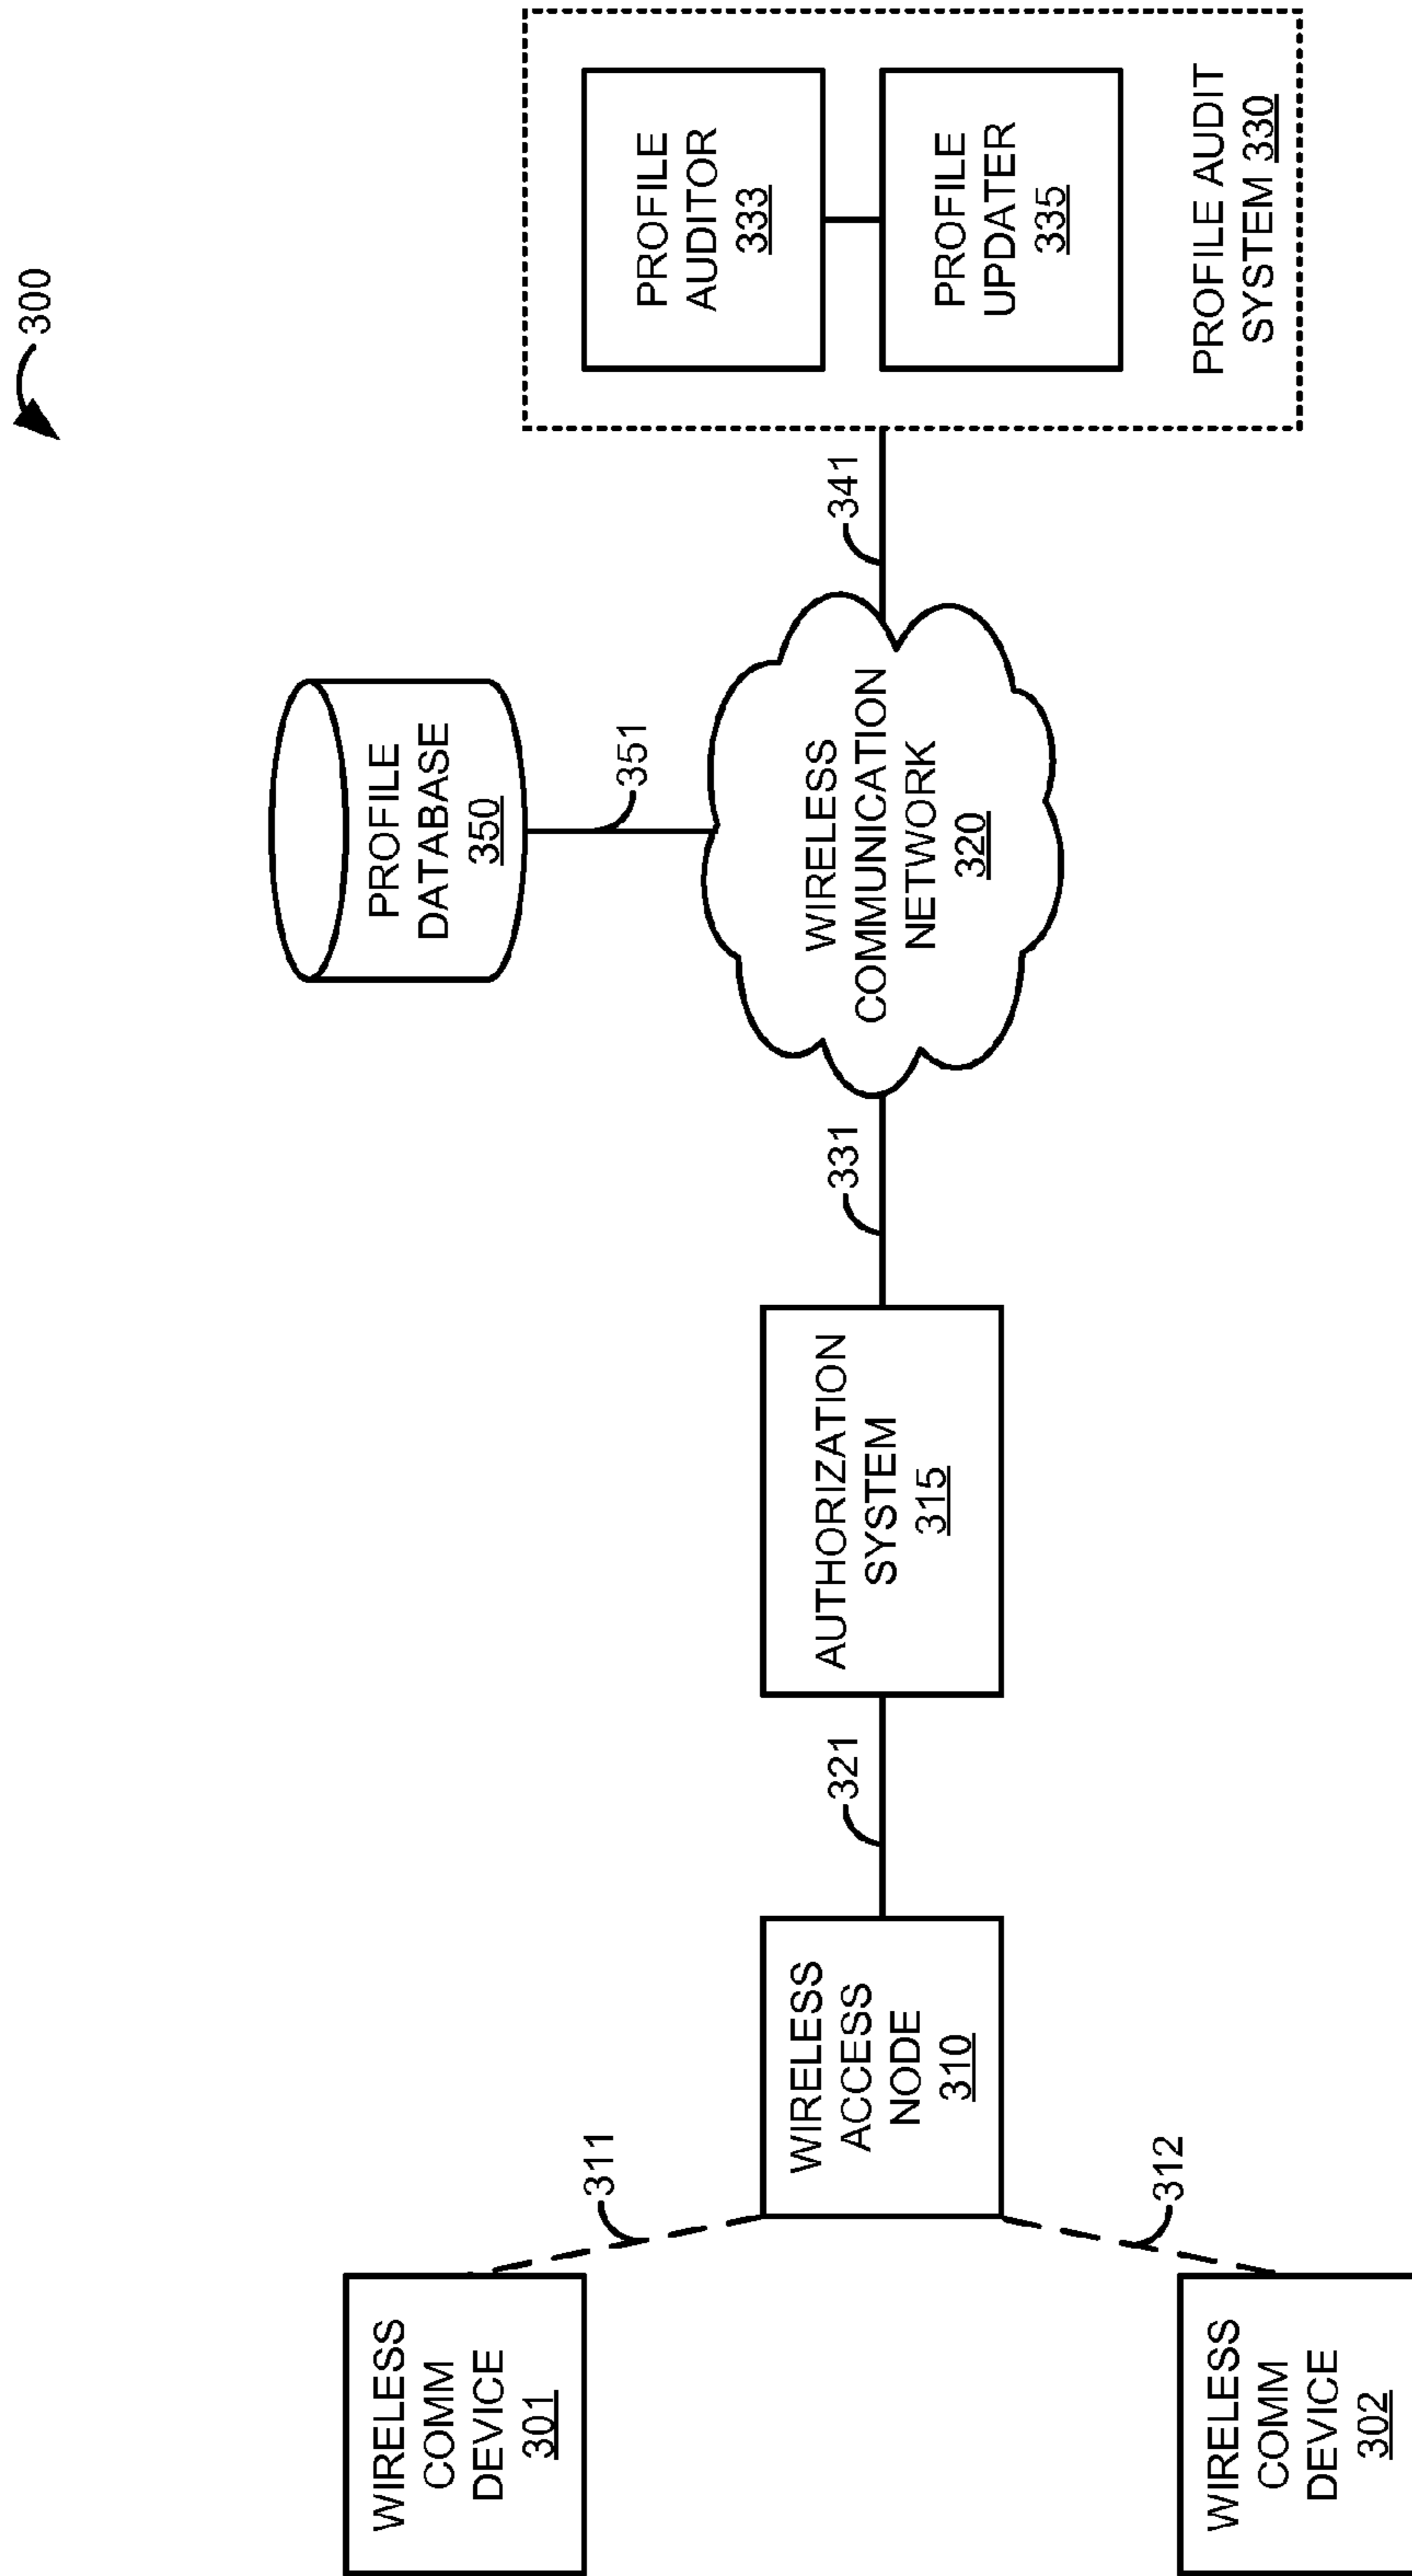 300
WIRELESS
COMM
DEVICE
301
311
WIRELESS
COMM
DEVICE
302
312
WIRELESS
ACCESS
NODE
310
321
AUTHORIZATION
SYSTEM
315
331
PROFILE
DATABASE
350
351
WIRELESS
COMMUNICATION
NETWORK
320
341
PROFILE
AUDITOR
333
PROFILE
UPDATER
335
PROFILE AUDIT
SYSTEM 330